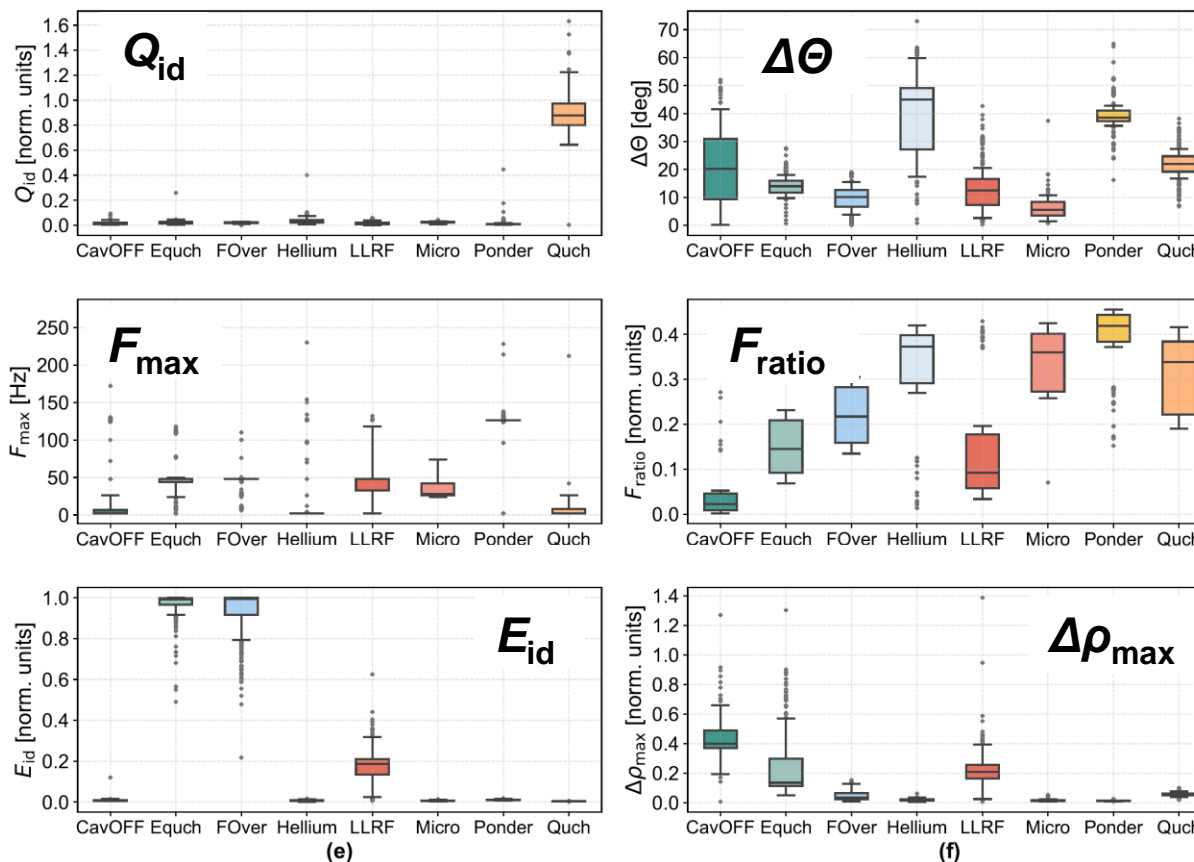 Q_id [norm. units]
1.6
1.4
1.2
1.0
0.8
0.6
0.4
0.2
0.0
Q_id
CavOFF Equch FOver Hellium LLRF Micro Ponder Quch
ΔΘ [deg]
70
60
50
40
30
20
10
0
ΔΘ
CavOFF Equch FOver Hellium LLRF Micro Ponder Quch
F_max [Hz]
250
200
150
100
50
0
F_max
CavOFF Equch FOver Hellium LLRF Micro Ponder Quch
F_ratio [norm. units]
0.4
0.3
0.2
0.1
0.0
F_ratio
CavOFF Equch FOver Hellium LLRF Micro Ponder Quch
E_id [norm. units]
1.0
0.8
0.6
0.4
0.2
0.0
E_id
CavOFF Equch FOver Hellium LLRF Micro Ponder Quch
(e)
Δρ_max [norm. units]
1.4
1.2
1.0
0.8
0.6
0.4
0.2
0.0
Δρ_max
CavOFF Equch FOver Hellium LLRF Micro Ponder Quch
(f)